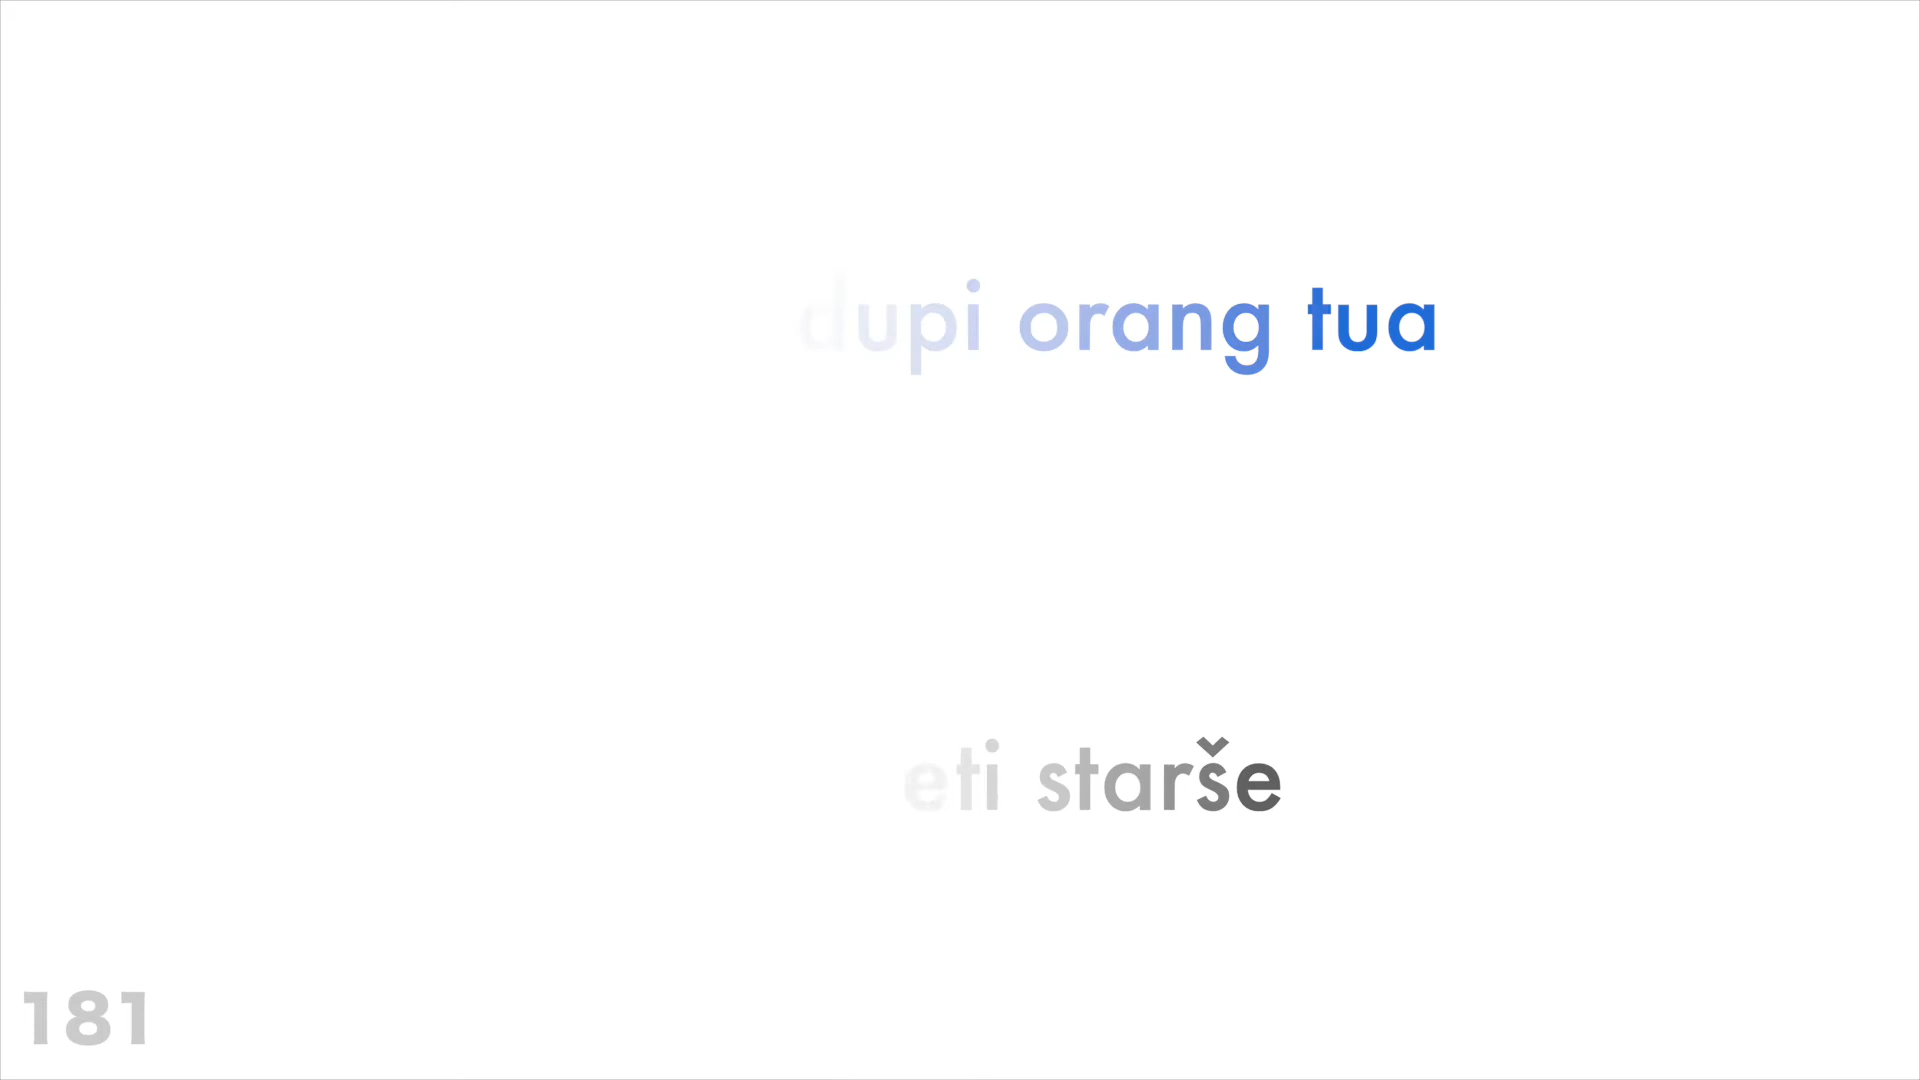 dupi orang tua
eti starše
181